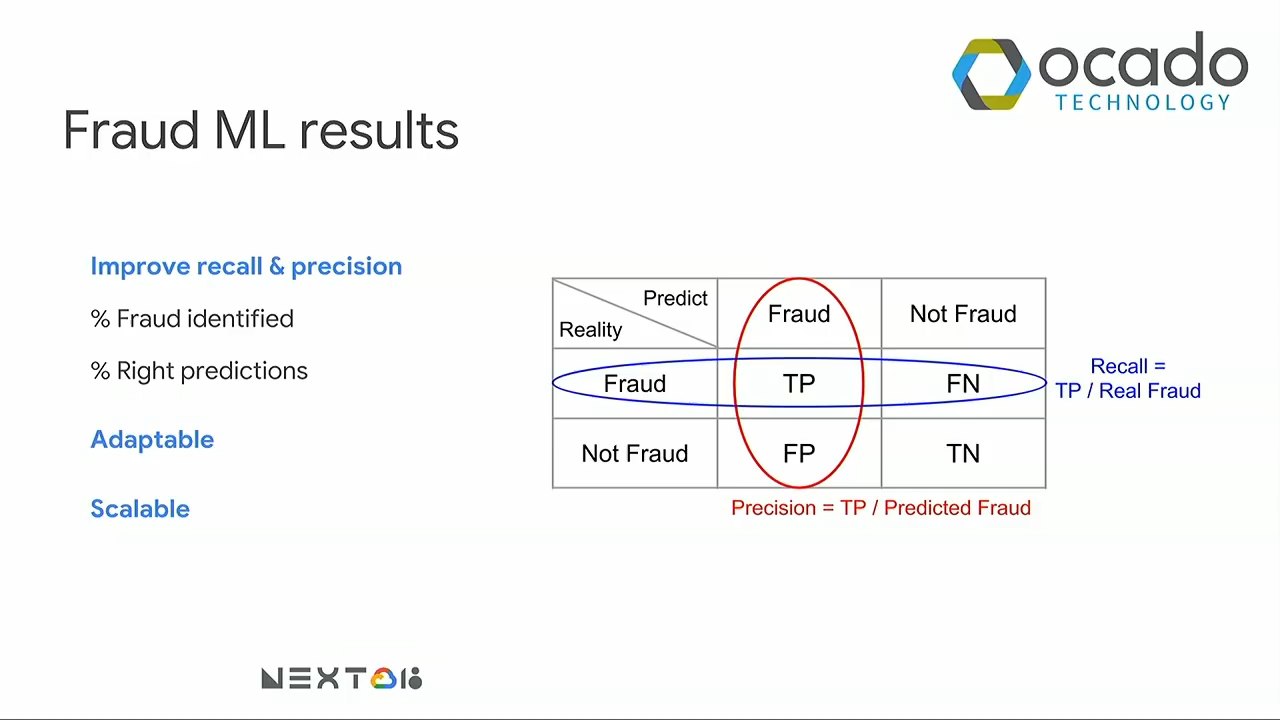 ocado
TECHNOLOGY
Fraud ML results
Improve recall & precision
% Fraud identified
% Right predictions
Adaptable
Scalable
Predict
Reality
Fraud
Not Fraud
Fraud
TP
FN
Not Fraud
FP
TN
Recall =
TP / Real Fraud
Precision = TP / Predicted Fraud
NEXT 18